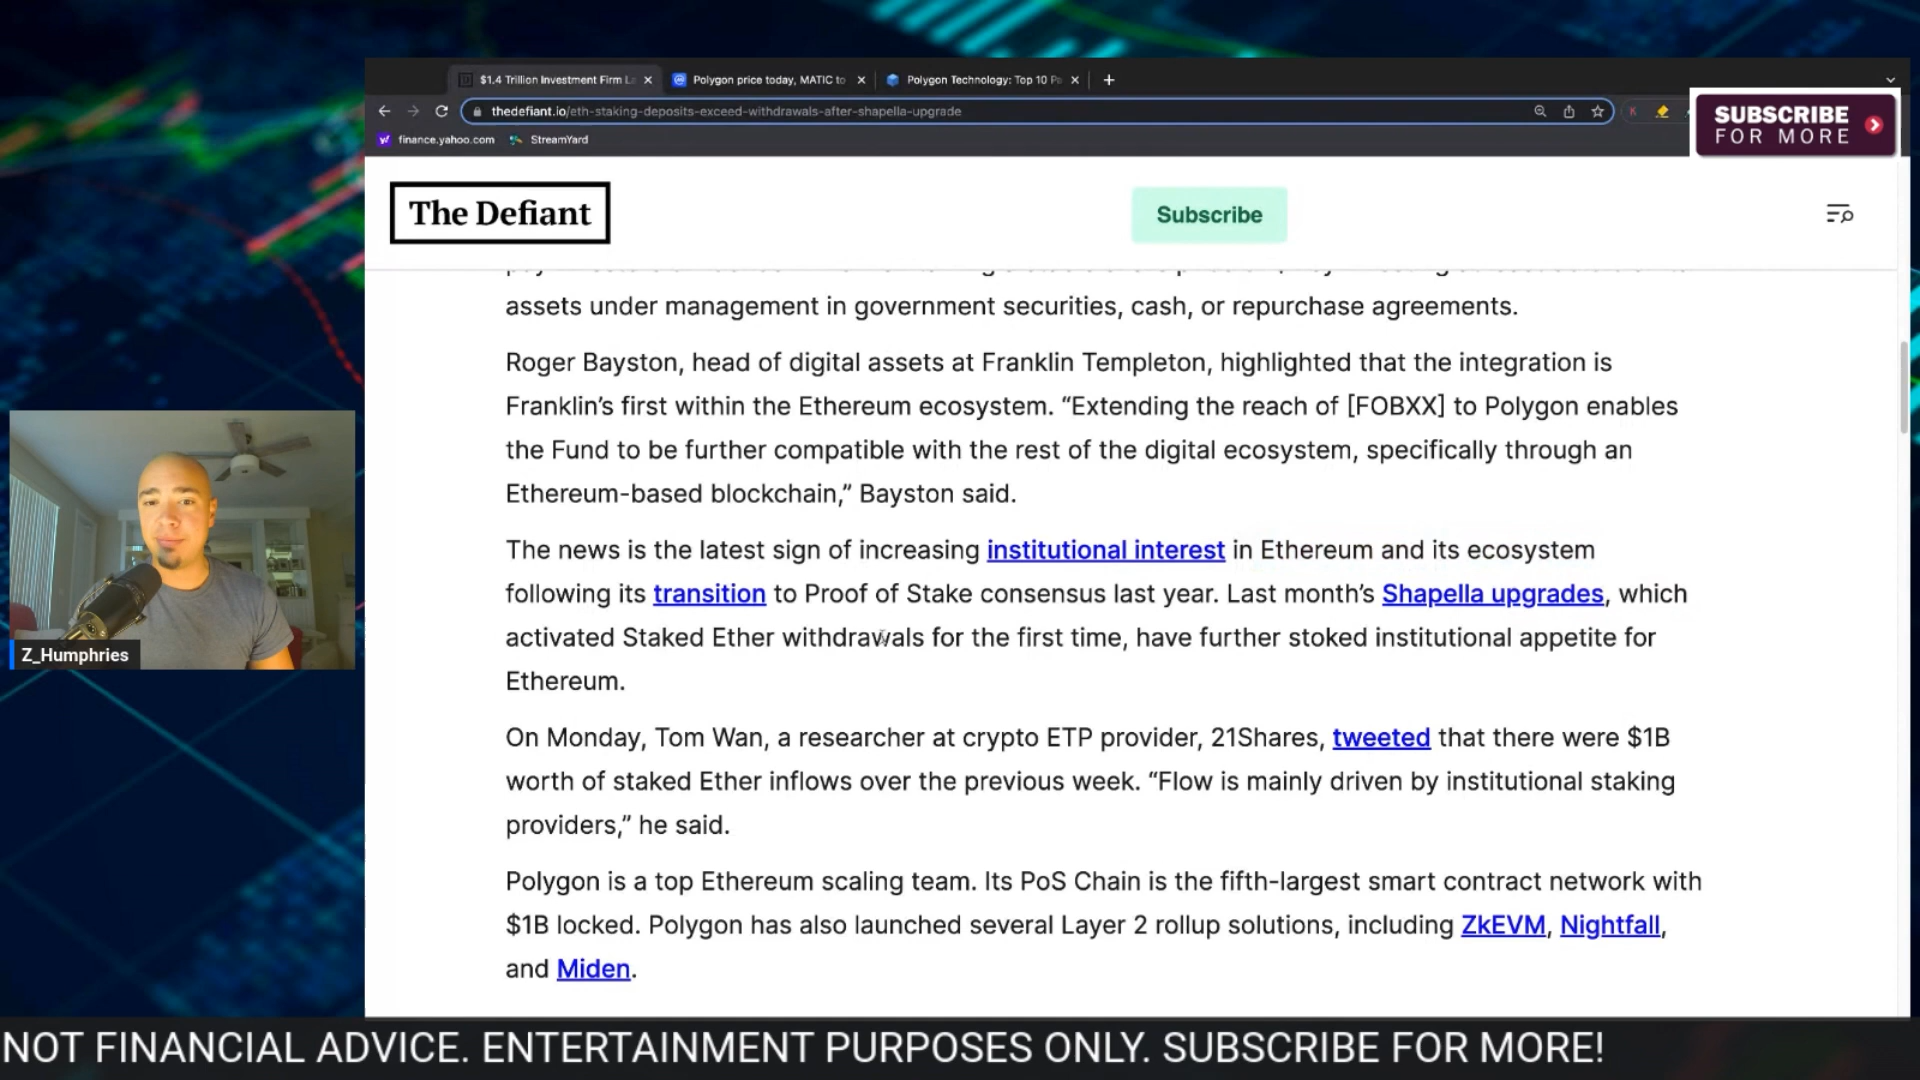 $1.4 Trillion Investment Firm La
Polygon price today, MATIC to
Polygon Technology: Top 10 Pa
thedefiant.io/eth-staking-deposits-exceed-withdrawals-after-shapella-upgrade
finance.yahoo.com
StreamYard
SUBSCRIBE
FOR MORE
The Defiant
Subscribe
assets under management in government securities, cash, or repurchase agreements.
Roger Bayston, head of digital assets at Franklin Templeton, highlighted that the integration is
Franklin’s first within the Ethereum ecosystem. “Extending the reach of [FOBXX] to Polygon enables
the Fund to be further compatible with the rest of the digital ecosystem, specifically through an
Ethereum-based blockchain,” Bayston said.
The news is the latest sign of increasing institutional interest in Ethereum and its ecosystem
following its transition to Proof of Stake consensus last year. Last month’s Shapella upgrades, which
activated Staked Ether withdrawals for the first time, have further stoked institutional appetite for
Ethereum.
On Monday, Tom Wan, a researcher at crypto ETP provider, 21Shares, tweeted that there were $1B
worth of staked Ether inflows over the previous week. “Flow is mainly driven by institutional staking
providers,” he said.
Polygon is a top Ethereum scaling team. Its PoS Chain is the fifth-largest smart contract network with
$1B locked. Polygon has also launched several Layer 2 rollup solutions, including ZkEVM, Nightfall,
and Miden.
Z_Humphries
NOT FINANCIAL ADVICE. ENTERTAINMENT PURPOSES ONLY. SUBSCRIBE FOR MORE!